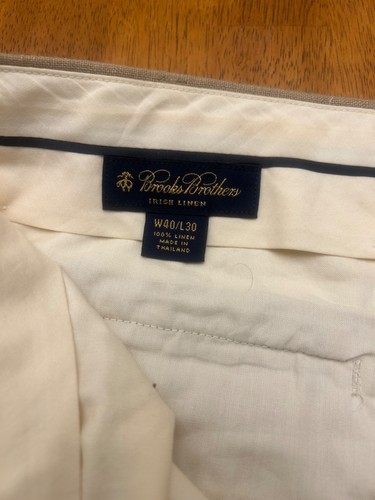 Brooks Brothers
IRISH LINEN
W40/L30
100% LINEN
MADE IN
THAILAND